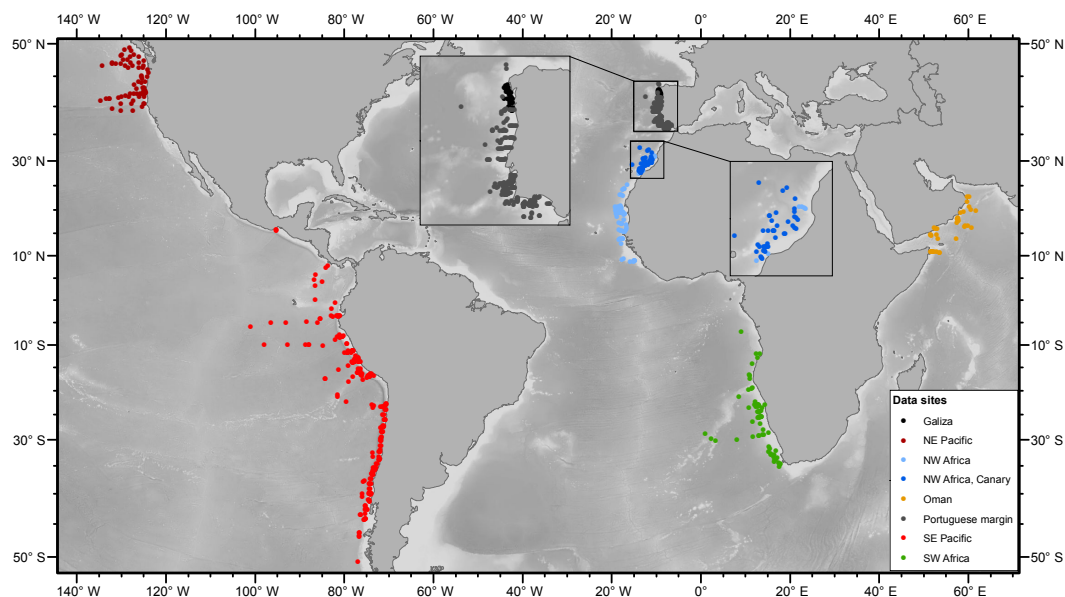 140° W 120° W 100° W 80° W 60° W 40° W 20° W 0 20° E 40° E 60° E
50° N 50° N
30° N 30° N
10° N 10° N
10° S 10° S
Data sites
Galiza
30° S NE Pacific 30° S
NW Africa
NW Africa, Canary
Oman
Portuguese margin
SE Pacific
50° S SW Africa 50° S
140° W 120° W 100° W 80° W 60° W 40° W 20° W 0 20° E 40° E 60° E